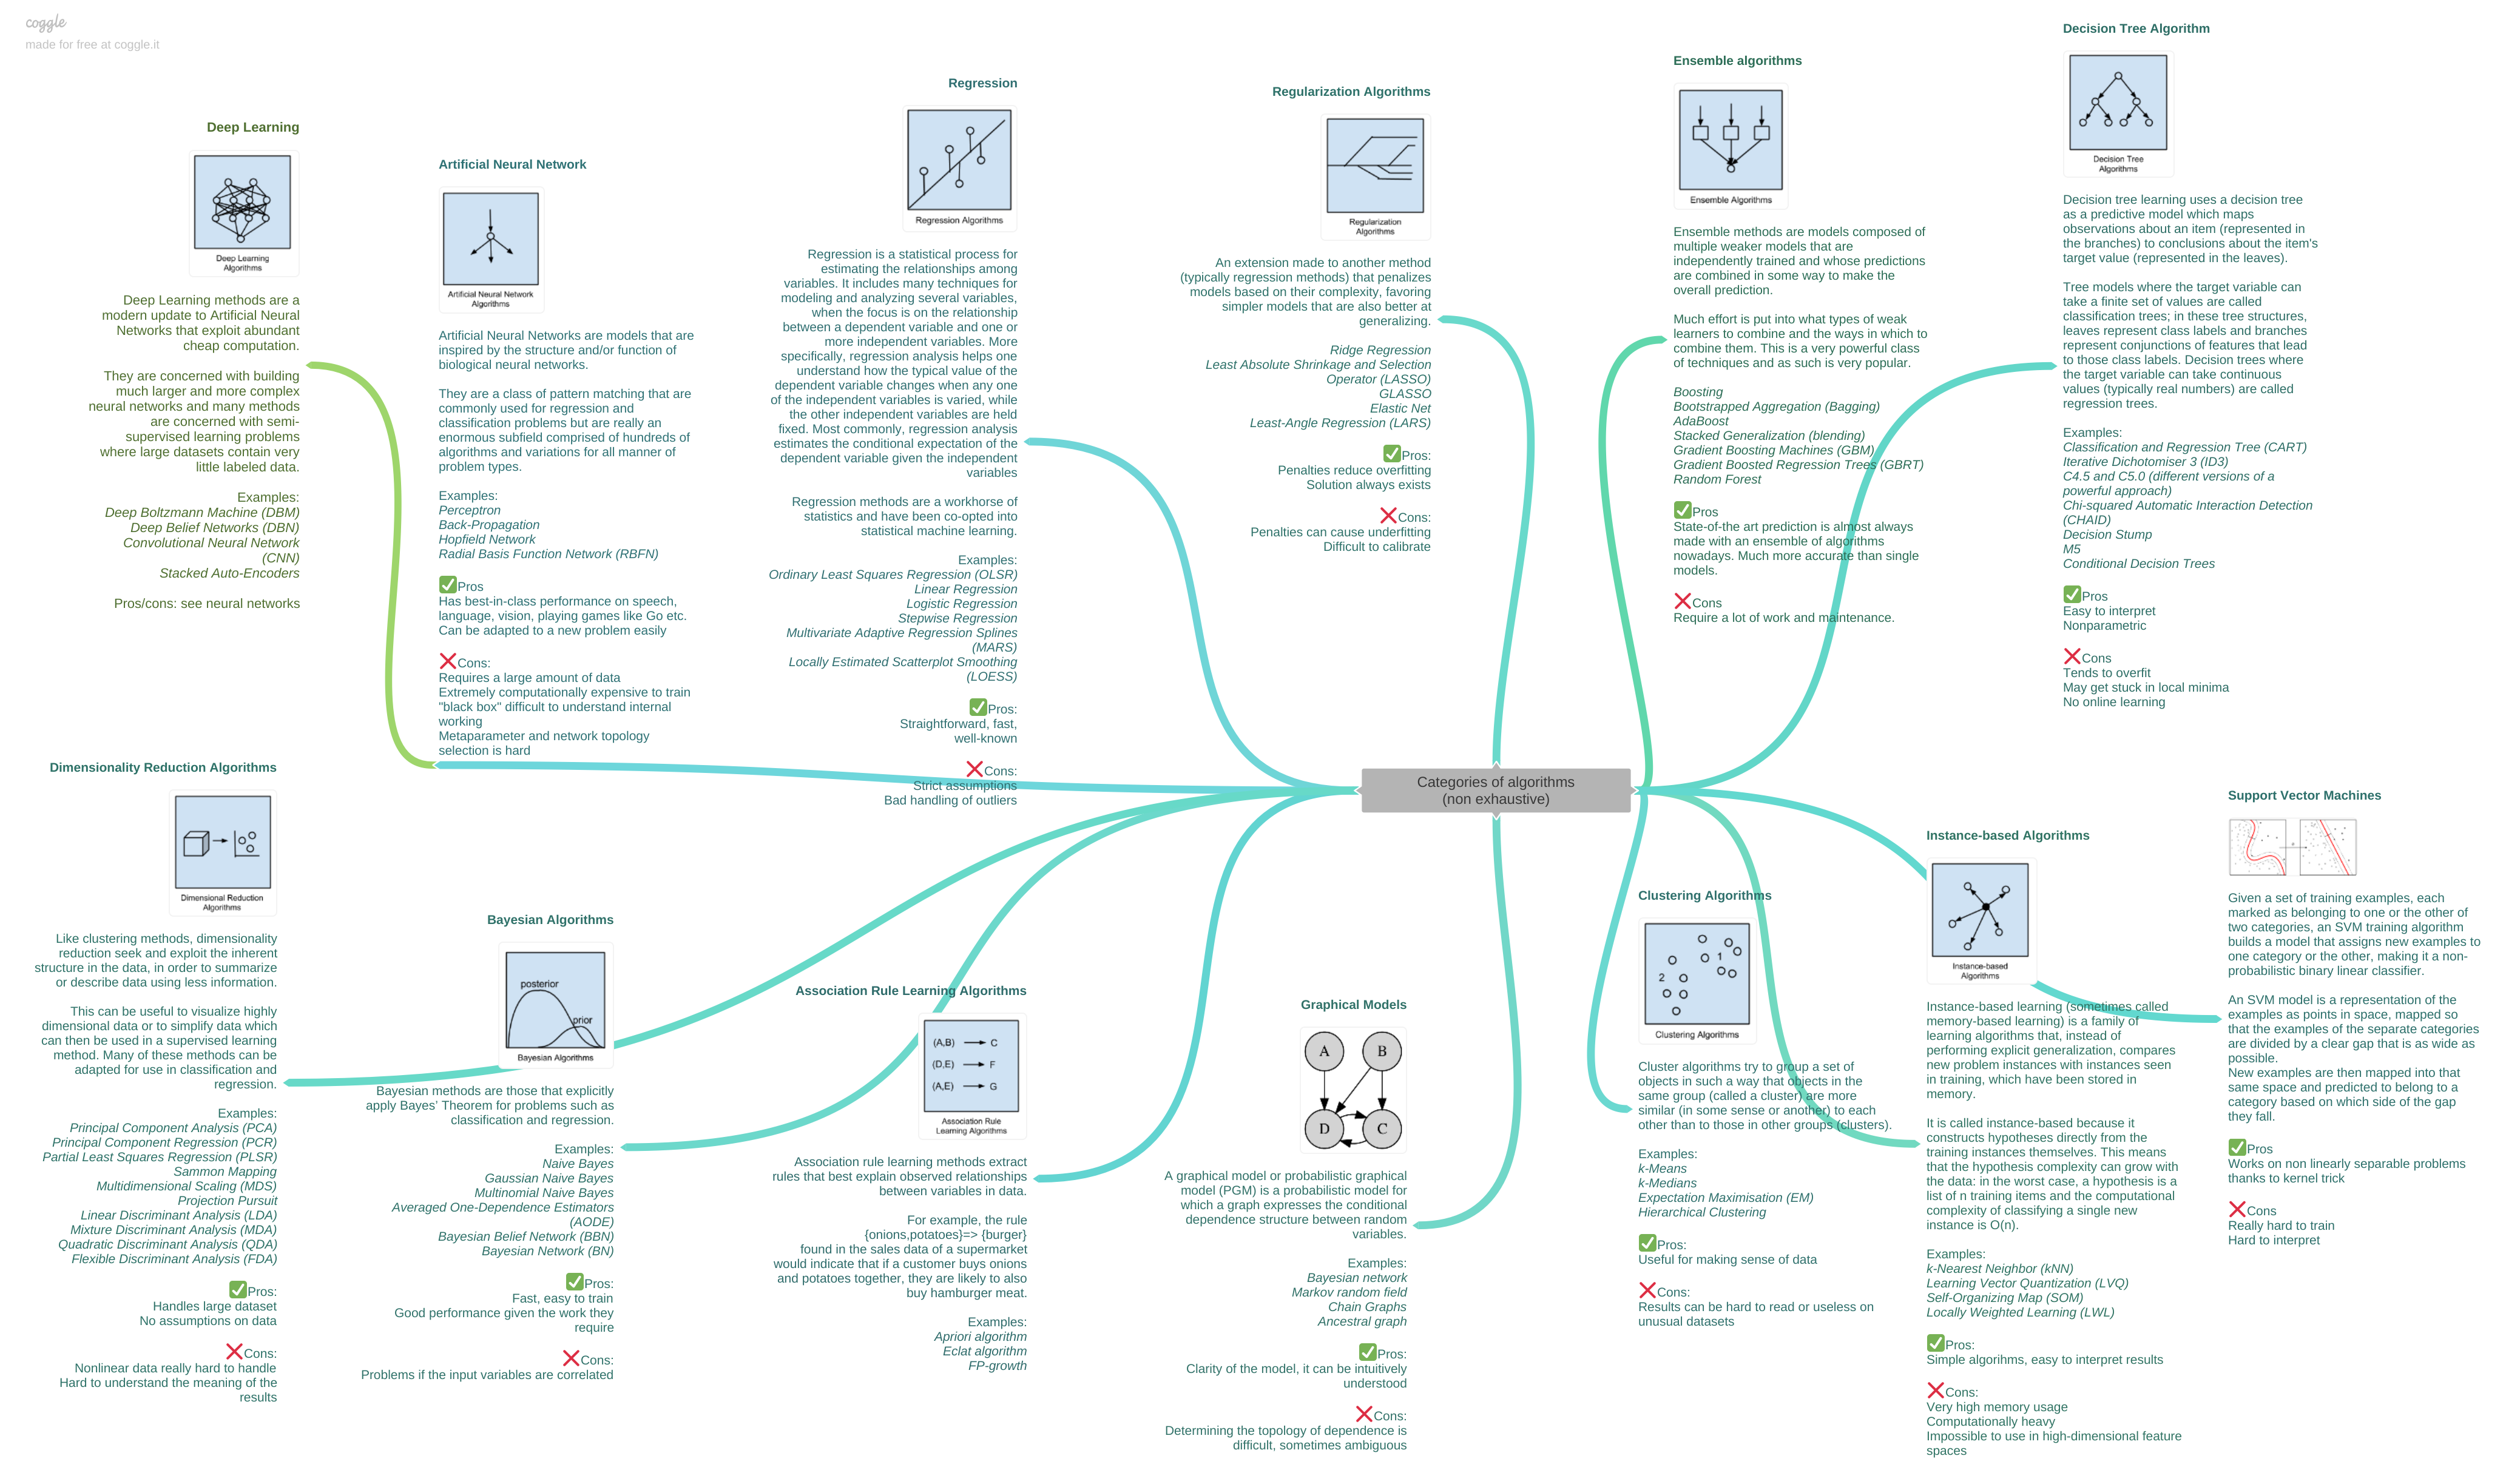 coggle
made for free at coggle.it
Deep Learning
Deep Learning
Algorithms
Deep Learning methods are a
modern update to Artificial Neural
Networks that exploit abundant
cheap computation.
They are concerned with building
much larger and more complex
neural networks and many methods
are concerned with semi-
supervised learning problems
where large datasets contain very
little labeled data.
Examples:
Deep Boltzmann Machine (DBM)
Deep Belief Networks (DBN)
Convolutional Neural Network
(CNN)
Stacked Auto-Encoders
Pros/cons: see neural networks
Artificial Neural Network
Artificial Neural Network
Algorithms
Artificial Neural Networks are models that are
inspired by the structure and/or function of
biological neural networks.
They are a class of pattern matching that are
commonly used for regression and
classification problems but are really an
enormous subfield comprised of hundreds of
algorithms and variations for all manner of
problem types.
Examples:
Perceptron
Back-Propagation
Hopfield Network
Radial Basis Function Network (RBFN)
✅Pros
Has best-in-class performance on speech,
language, vision, playing games like Go etc.
Can be adapted to a new problem easily
❌Cons:
Requires a large amount of data
Extremely computationally expensive to train
"black box" difficult to understand internal
working
Metaparameter and network topology
selection is hard
Regression
Regression Algorithms
Regression is a statistical process for
estimating the relationships among
variables. It includes many techniques for
modeling and analyzing several variables,
when the focus is on the relationship
between a dependent variable and one or
more independent variables. More
specifically, regression analysis helps one
understand how the typical value of the
dependent variable changes when any one
of the independent variables is varied, while
the other independent variables are held
fixed. Most commonly, regression analysis
estimates the conditional expectation of the
dependent variable given the independent
variables
Regression methods are a workhorse of
statistics and have been co-opted into
statistical machine learning.
Examples:
Ordinary Least Squares Regression (OLSR)
Linear Regression
Logistic Regression
Stepwise Regression
Multivariate Adaptive Regression Splines
(MARS)
Locally Estimated Scatterplot Smoothing
(LOESS)
✅Pros:
Straightforward, fast,
well-known
❌Cons:
Strict assumptions
Bad handling of outliers
Regularization Algorithms
Regularization
Algorithms
An extension made to another method
(typically regression methods) that penalizes
models based on their complexity, favoring
simpler models that are also better at
generalizing.
Ridge Regression
Least Absolute Shrinkage and Selection
Operator (LASSO)
GLASSO
Elastic Net
Least-Angle Regression (LARS)
✅Pros:
Penalties reduce overfitting
Solution always exists
❌Cons:
Penalties can cause underfitting
Difficult to calibrate
Ensemble algorithms
Ensemble Algorithms
Ensemble methods are models composed of
multiple weaker models that are
independently trained and whose predictions
are combined in some way to make the
overall prediction.
Much effort is put into what types of weak
learners to combine and the ways in which to
combine them. This is a very powerful class
of techniques and as such is very popular.
Boosting
Bootstrapped Aggregation (Bagging)
AdaBoost
Stacked Generalization (blending)
Gradient Boosting Machines (GBM)
Gradient Boosted Regression Trees (GBRT)
Random Forest
✅Pros
State-of-the art prediction is almost always
made with an ensemble of algorithms
nowadays. Much more accurate than single
models.
❌Cons
Require a lot of work and maintenance.
Decision Tree Algorithm
Decision Tree
Algorithms
Decision tree learning uses a decision tree
as a predictive model which maps
observations about an item (represented in
the branches) to conclusions about the item's
target value (represented in the leaves).
Tree models where the target variable can
take a finite set of values are called
classification trees; in these tree structures,
leaves represent class labels and branches
represent conjunctions of features that lead
to those class labels. Decision trees where
the target variable can take continuous
values (typically real numbers) are called
regression trees.
Examples:
Classification and Regression Tree (CART)
Iterative Dichotomiser 3 (ID3)
C4.5 and C5.0 (different versions of a
powerful approach)
Chi-squared Automatic Interaction Detection
(CHAID)
Decision Stump
M5
Conditional Decision Trees
✅Pros
Easy to interpret
Nonparametric
❌Cons
Tends to overfit
May get stuck in local minima
No online learning
Categories of algorithms
(non exhaustive)
Dimensionality Reduction Algorithms
Dimensional Reduction
Algorithms
Like clustering methods, dimensionality
reduction seek and exploit the inherent
structure in the data, in order to summarize
or describe data using less information.
This can be useful to visualize highly
dimensional data or to simplify data which
can then be used in a supervised learning
method. Many of these methods can be
adapted for use in classification and
regression.
Examples:
Principal Component Analysis (PCA)
Principal Component Regression (PCR)
Partial Least Squares Regression (PLSR)
Sammon Mapping
Multidimensional Scaling (MDS)
Projection Pursuit
Linear Discriminant Analysis (LDA)
Mixture Discriminant Analysis (MDA)
Quadratic Discriminant Analysis (QDA)
Flexible Discriminant Analysis (FDA)
✅Pros:
Handles large dataset
No assumptions on data
❌Cons:
Nonlinear data really hard to handle
Hard to understand the meaning of the
results
Bayesian Algorithms
posterior
prior
Bayesian Algorithms
Bayesian methods are those that explicitly
apply Bayes' Theorem for problems such as
classification and regression.
Examples:
Naive Bayes
Gaussian Naive Bayes
Multinomial Naive Bayes
Averaged One-Dependence Estimators
(AODE)
Bayesian Belief Network (BBN)
Bayesian Network (BN)
✅Pros:
Fast, easy to train
Good performance given the work they
require
❌Cons:
Problems if the input variables are correlated
Association Rule Learning Algorithms
(A,B) C
(D,E) F
(A,E) G
Association Rule
Learning Algorithms
Association rule learning methods extract
rules that best explain observed relationships
between variables in data.
For example, the rule
{onions,potatoes}=> {burger}
found in the sales data of a supermarket
would indicate that if a customer buys onions
and potatoes together, they are likely to also
buy hamburger meat.
Examples:
Apriori algorithm
Eclat algorithm
FP-growth
Graphical Models
A B
D C
A graphical model or probabilistic graphical
model (PGM) is a probabilistic model for
which a graph expresses the conditional
dependence structure between random
variables.
Examples:
Bayesian network
Markov random field
Chain Graphs
Ancestral graph
✅Pros:
Clarity of the model, it can be intuitively
understood
❌Cons:
Determining the topology of dependence is
difficult, sometimes ambiguous
Clustering Algorithms
1
2
Clustering Algorithms
Cluster algorithms try to group a set of
objects in such a way that objects in the
same group (called a cluster) are more
similar (in some sense or another) to each
other than to those in other groups (clusters).
Examples:
k-Means
k-Medians
Expectation Maximisation (EM)
Hierarchical Clustering
✅Pros:
Useful for making sense of data
❌Cons:
Results can be hard to read or useless on
unusual datasets
Instance-based Algorithms
Instance-based
Algorithms
Instance-based learning (sometimes called
memory-based learning) is a family of
learning algorithms that, instead of
performing explicit generalization, compares
new problem instances with instances seen
in training, which have been stored in
memory.
It is called instance-based because it
constructs hypotheses directly from the
training instances themselves. This means
that the hypothesis complexity can grow with
the data: in the worst case, a hypothesis is a
list of n training items and the computational
complexity of classifying a single new
instance is O(n).
Examples:
k-Nearest Neighbor (kNN)
Learning Vector Quantization (LVQ)
Self-Organizing Map (SOM)
Locally Weighted Learning (LWL)
✅Pros:
Simple algorihms, easy to interpret results
❌Cons:
Very high memory usage
Computationally heavy
Impossible to use in high-dimensional feature
spaces
Support Vector Machines
Given a set of training examples, each
marked as belonging to one or the other of
two categories, an SVM training algorithm
builds a model that assigns new examples to
one category or the other, making it a non-
probabilistic binary linear classifier.
An SVM model is a representation of the
examples as points in space, mapped so
that the examples of the separate categories
are divided by a clear gap that is as wide as
possible.
New examples are then mapped into that
same space and predicted to belong to a
category based on which side of the gap
they fall.
✅Pros
Works on non linearly separable problems
thanks to kernel trick
❌Cons
Really hard to train
Hard to interpret